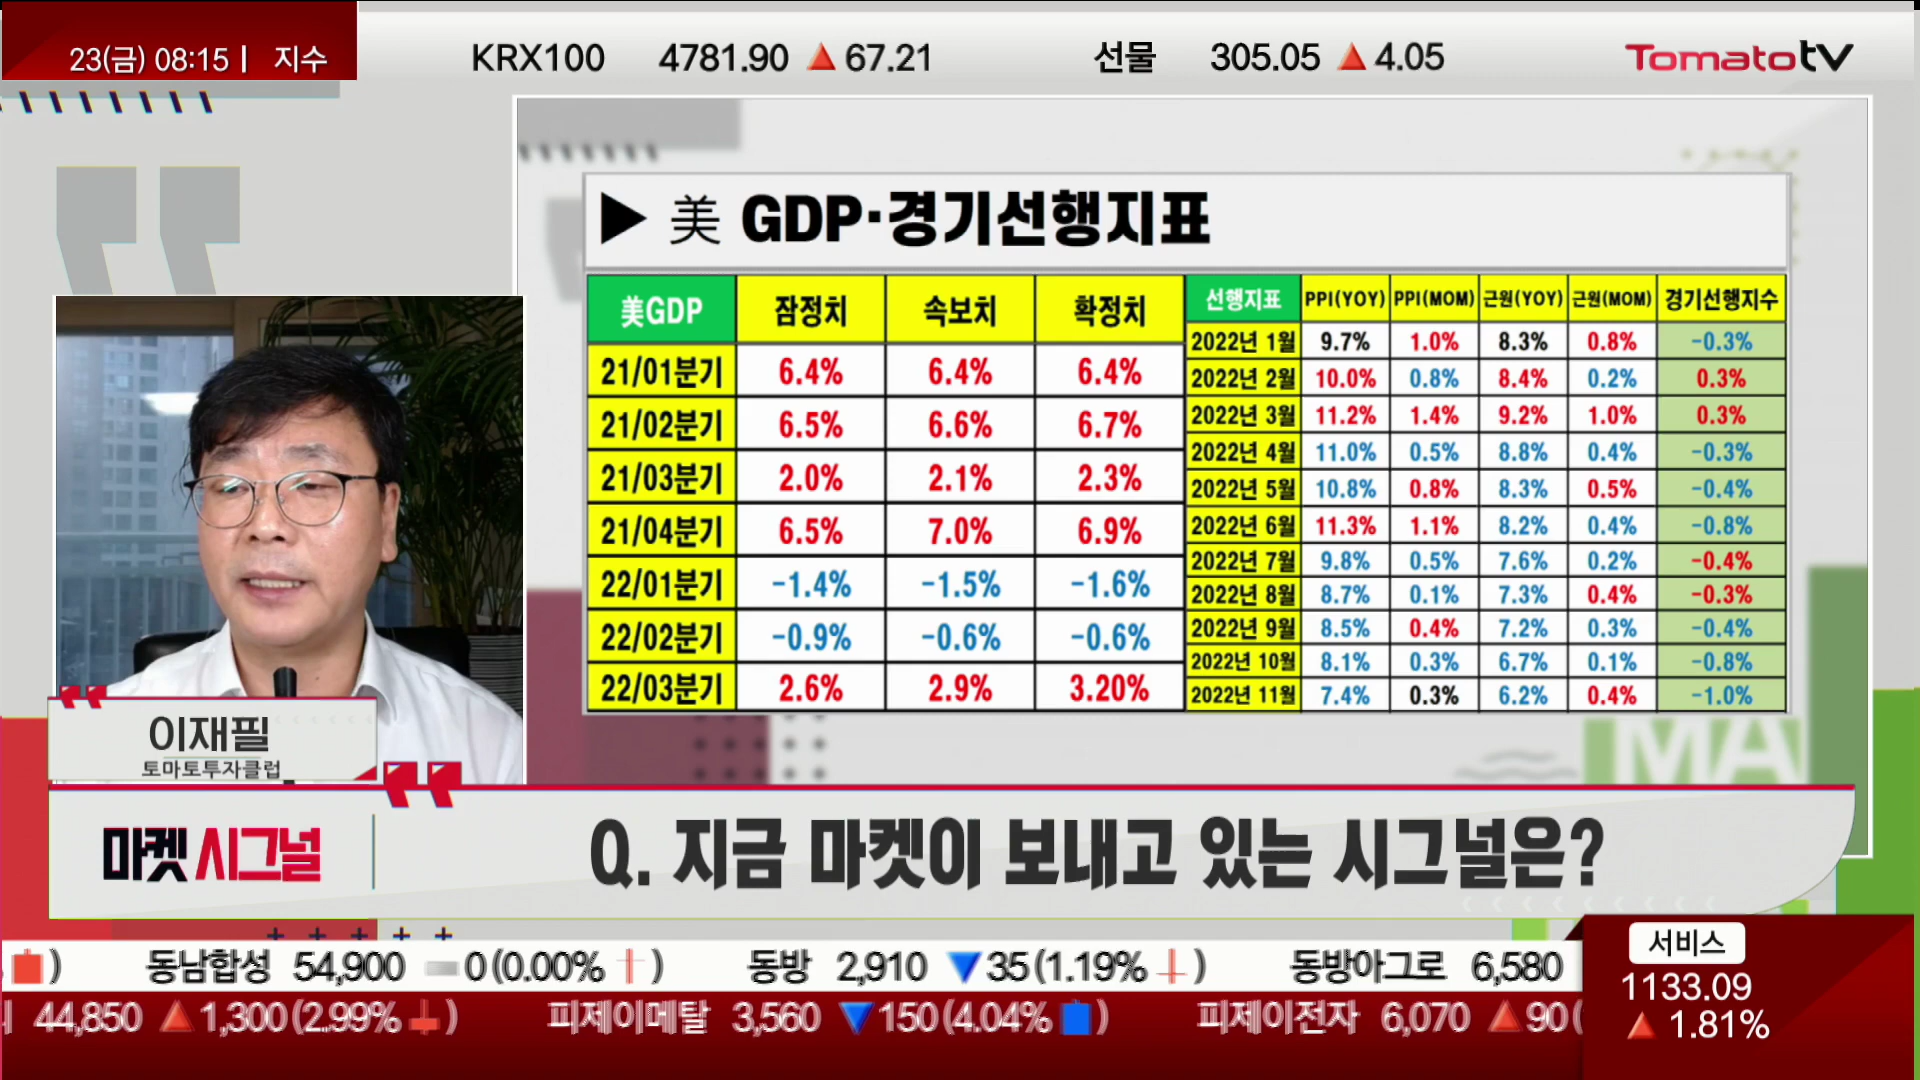 23(금) 08:15 | 지수
KRX100 4781.90 ▲ 67.21 선물 305.05 ▲ 4.05
Tomatotv
▶ 美 GDP·경기선행지표
美GDP 잠정치 속보치 확정치
21/01분기 6.4% 6.4% 6.4%
21/02분기 6.5% 6.6% 6.7%
21/03분기 2.0% 2.1% 2.3%
21/04분기 6.5% 7.0% 6.9%
22/01분기 -1.4% -1.5% -1.6%
22/02분기 -0.9% -0.6% -0.6%
22/03분기 2.6% 2.9% 3.20%
선행지표 PPI(YOY) PPI(MOM) 근원(YOY) 근원(MOM) 경기선행지수
2022년 1월 9.7% 1.0% 8.3% 0.8% -0.3%
2022년 2월 10.0% 0.8% 8.4% 0.2% 0.3%
2022년 3월 11.2% 1.4% 9.2% 1.0% 0.3%
2022년 4월 11.0% 0.5% 8.8% 0.4% -0.3%
2022년 5월 10.8% 0.8% 8.3% 0.5% -0.4%
2022년 6월 11.3% 1.1% 8.2% 0.4% -0.8%
2022년 7월 9.8% 0.5% 7.6% 0.2% -0.4%
2022년 8월 8.7% 0.1% 7.3% 0.4% -0.3%
2022년 9월 8.5% 0.4% 7.2% 0.3% -0.4%
2022년 10월 8.1% 0.3% 6.7% 0.1% -0.8%
2022년 11월 7.4% 0.3% 6.2% 0.4% -1.0%
MA
이재필
토마토투자클럽
마켓 시그널
Q. 지금 마켓이 보내고 있는 시그널은?
) 동남합성 54,900 0(0.00% ) 동방 2,910 ▼35(1.19% ) 동방아그로 6,580
44,850 ▲1,300(2.99% ) 피제이메탈 3,560 ▼150(4.04% ) 피제이전자 6,070 ▲90(
서비스
1133.09
▲ 1.81%